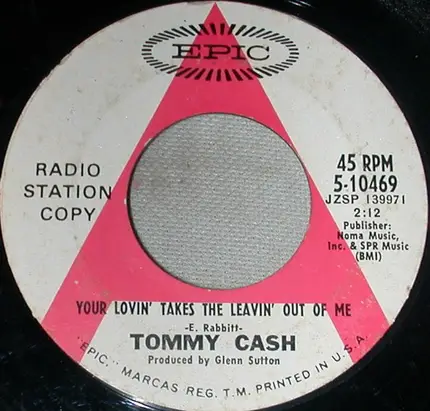 EPIC
RADIO
STATION
COPY
45 RPM
5-10469
JZSP 139971
2:12
Publisher:
Noma Music,
Inc. & SPR Music
(BMI)
YOUR LOVIN' TAKES THE LEAVIN' OUT OF ME
-E. Rabbitt-
TOMMY CASH
Produced by Glenn Sutton
"EPIC," MARCAS REG. T.M. PRINTED IN U.S.A.